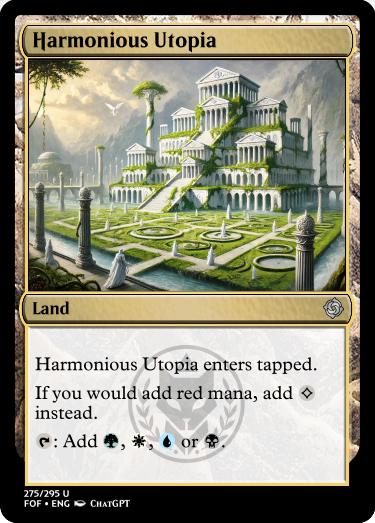 Harmonious Utopia
Land
Harmonious Utopia enters tapped.
If you would add red mana, add ◇
instead.
: Add , , or .
275/295 U
FOF • ENG ChatGPT